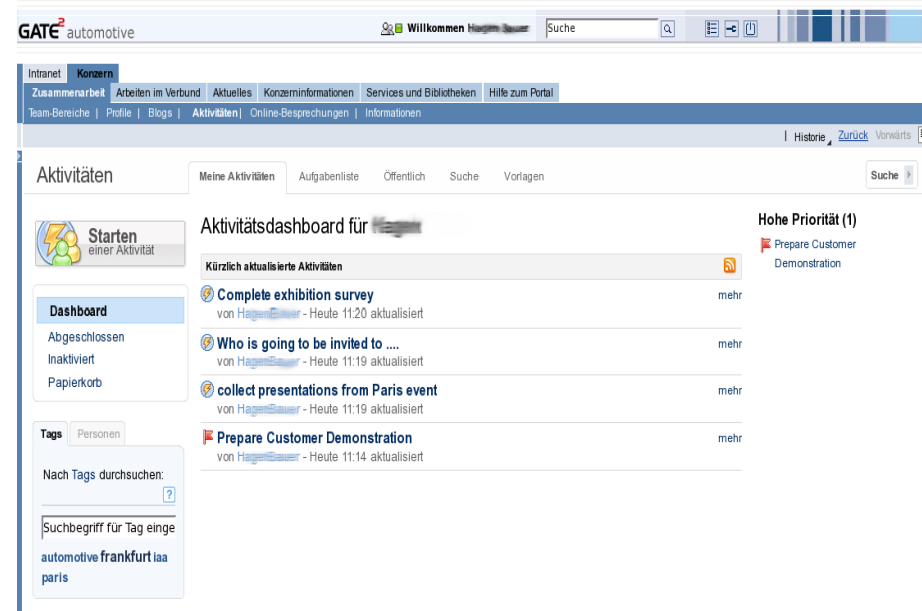 GATE² automotive
Willkommen
Suche
Intranet Konzern
Zusammenarbeit Arbeiten im Verbund Aktuelles Konzerninformationen Services und Bibliotheken Hilfe zum Portal
Team-Bereiche | Profile | Blogs | Aktivitäten | Online-Besprechungen | Informationen
| Historie Zurück Vorwärts
Aktivitäten
Meine Aktivitäten Aufgabenliste Öffentlich Suche Vorlagen
Suche
Starten
einer Aktivität
Dashboard
Abgeschlossen
Inaktiviert
Papierkorb
Tags Personen
Nach Tags durchsuchen:
?
Suchbegriff für Tag einge
automotive frankfurt iaa
paris
Aktivitätsdashboard für
Kürzlich aktualisierte Aktivitäten
Complete exhibition survey mehr
von - Heute 11:20 aktualisiert
Who is going to be invited to .... mehr
von - Heute 11:19 aktualisiert
collect presentations from Paris event mehr
von - Heute 11:19 aktualisiert
Prepare Customer Demonstration mehr
von - Heute 11:14 aktualisiert
Hohe Priorität (1)
Prepare Customer
Demonstration